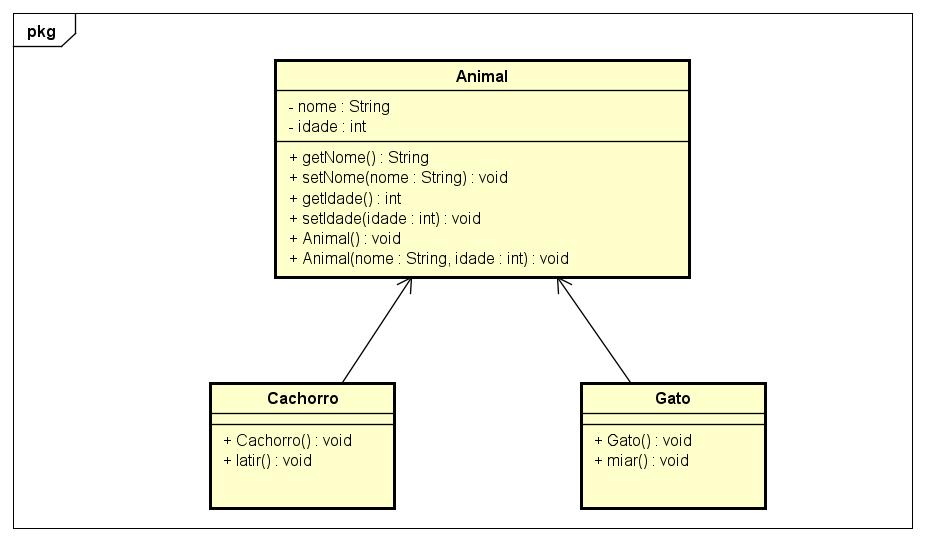 pkg
Animal
- nome : String
- idade : int
+ getNome() : String
+ setNome(nome : String) : void
+ getIdade() : int
+ setIdade(idade : int) : void
+ Animal() : void
+ Animal(nome : String, idade : int) : void
Cachorro
+ Cachorro() : void
+ latir() : void
Gato
+ Gato() : void
+ miar() : void